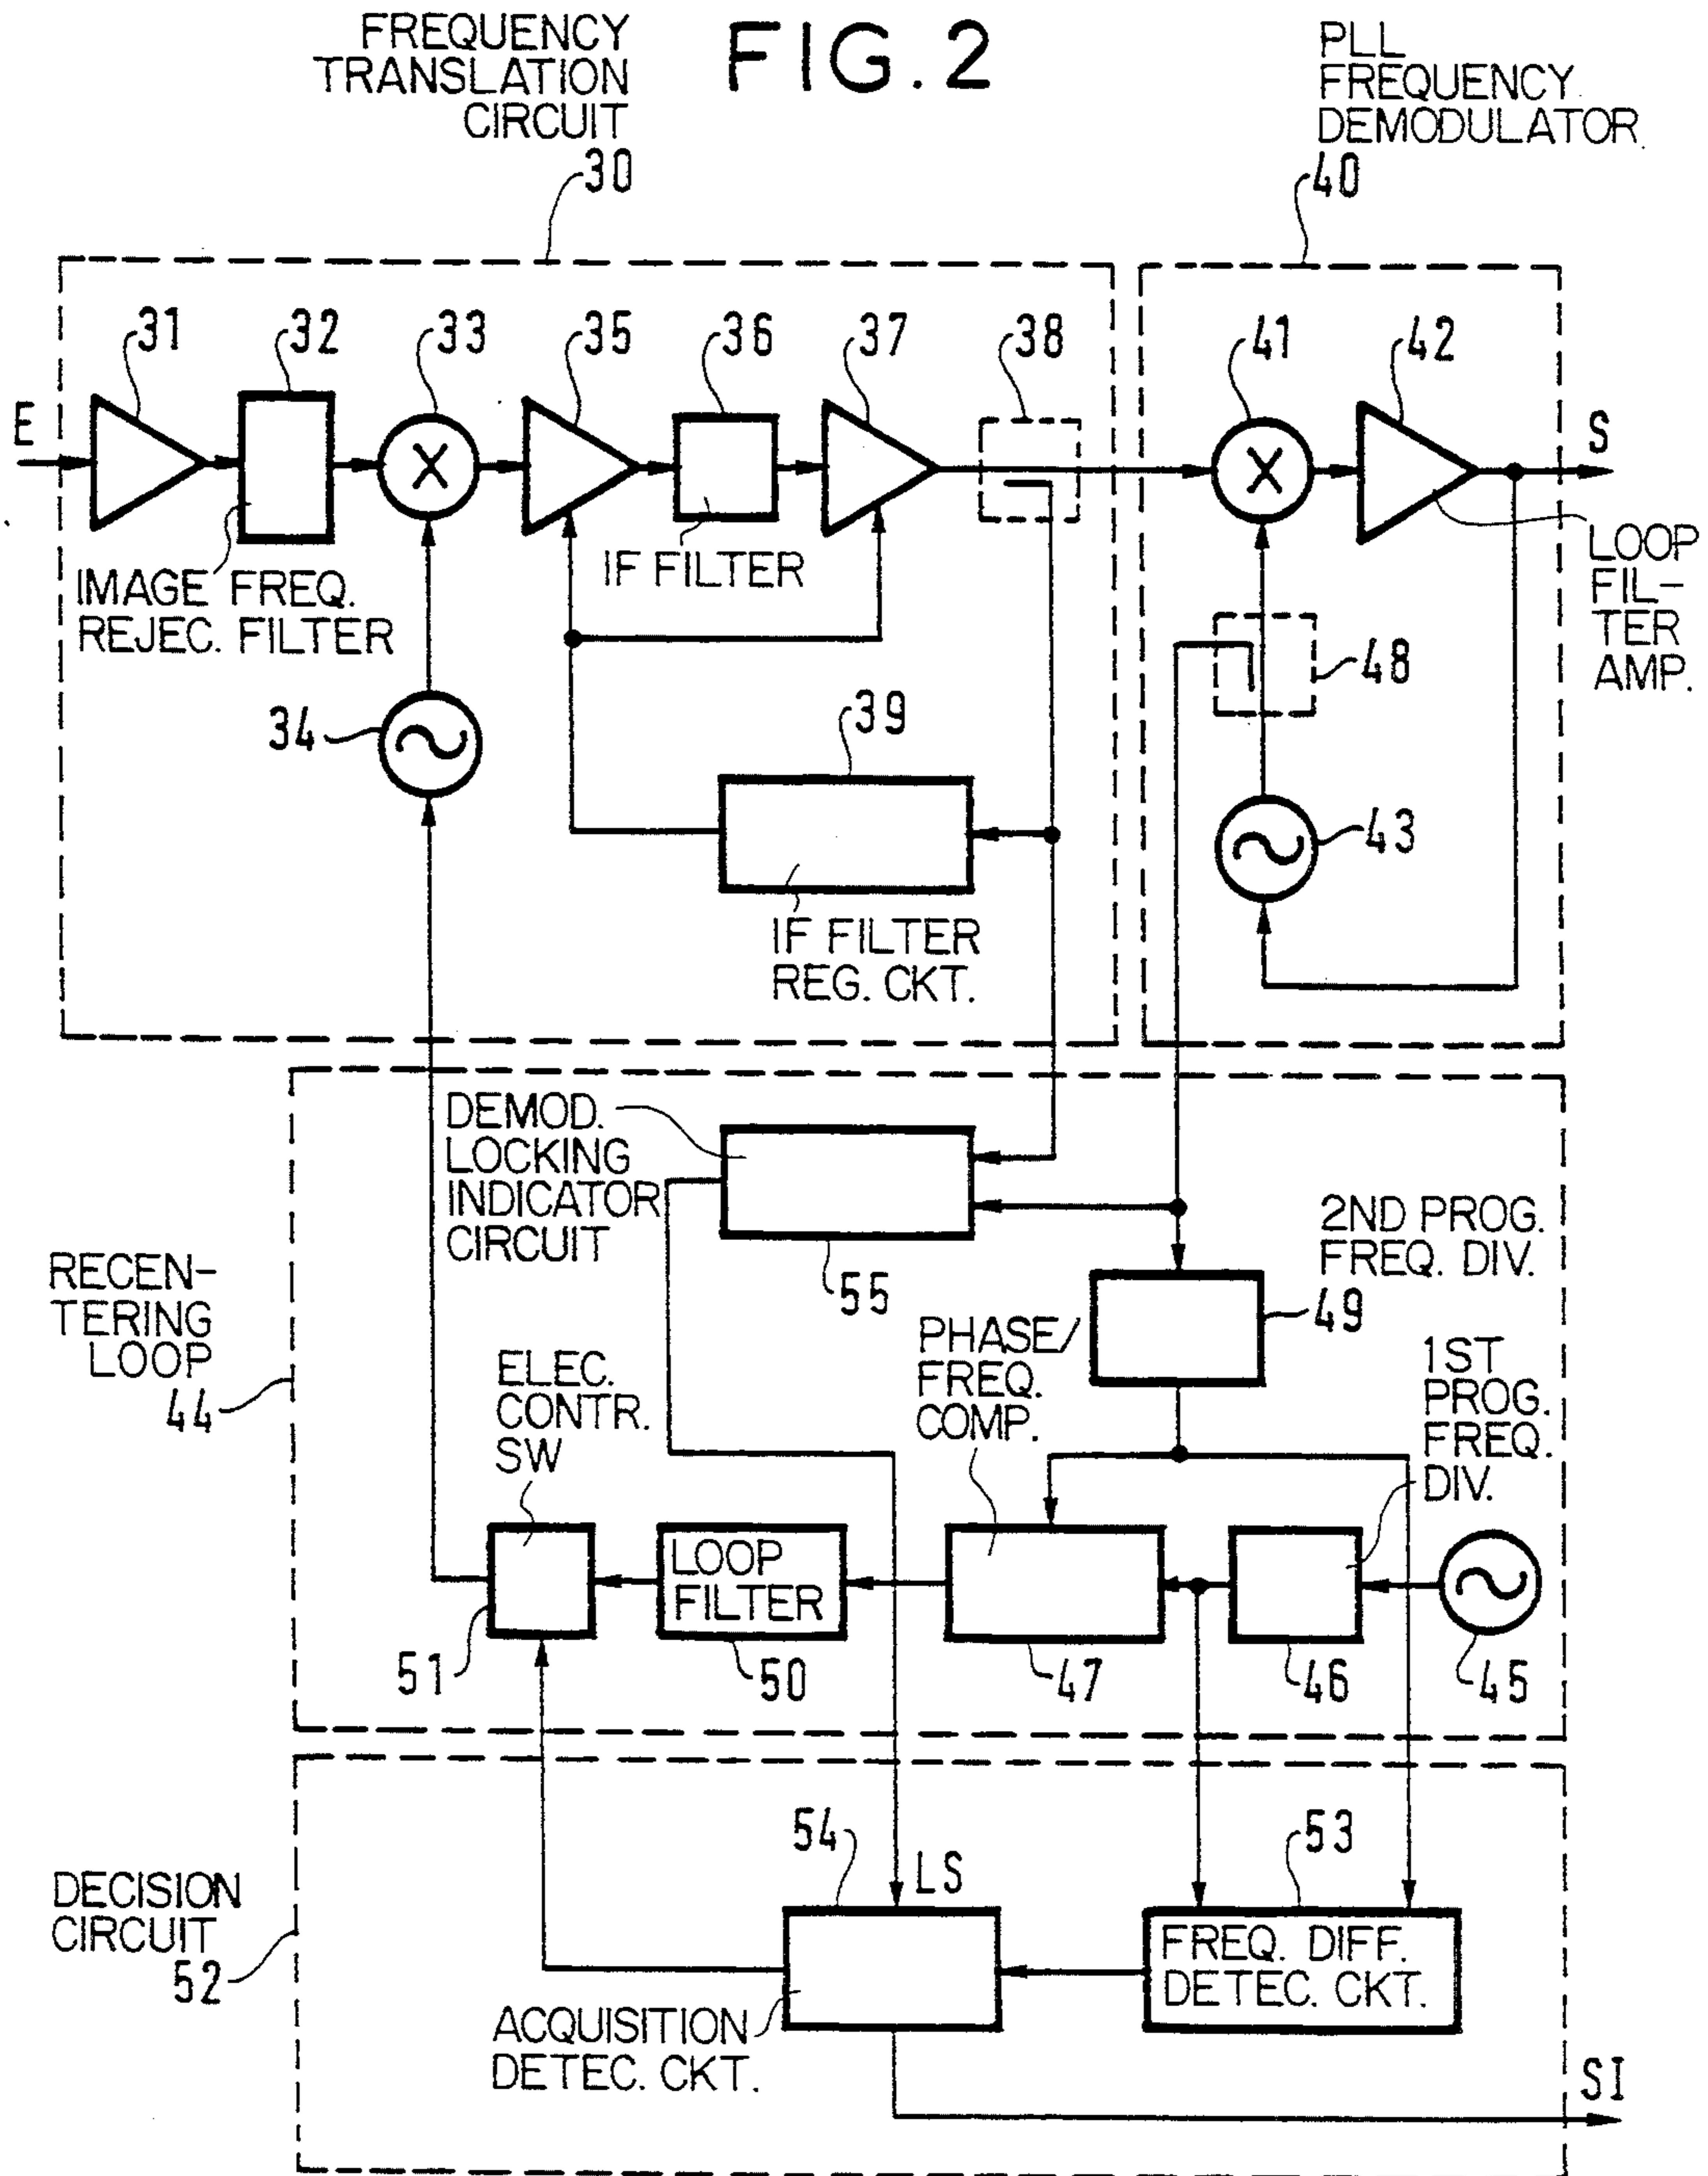 FIG. 2
FREQUENCY
TRANSLATION
CIRCUIT
30
PLL
FREQUENCY
DEMODULATOR
40
31
32
33
35
36
37
38
41
42
E
S
IMAGE FREQ.
REJEC. FILTER
IF FILTER
LOOP
FIL-
TER
AMP.
48
34
39
43
IF FILTER
REG. CKT.
DEMOD.
LOCKING
INDICATOR
CIRCUIT
55
2ND PROG.
FREQ. DIV.
49
RECEN-
TERING
LOOP
44
ELEC.
CONTR.
SW
PHASE/
FREQ.
COMP.
1ST
PROG.
FREQ.
DIV.
LOOP
FILTER
51
50
47
46
45
DECISION
CIRCUIT
52
54
LS
53
FREQ. DIFF.
DETEC. CKT.
ACQUISITION
DETEC. CKT.
SI